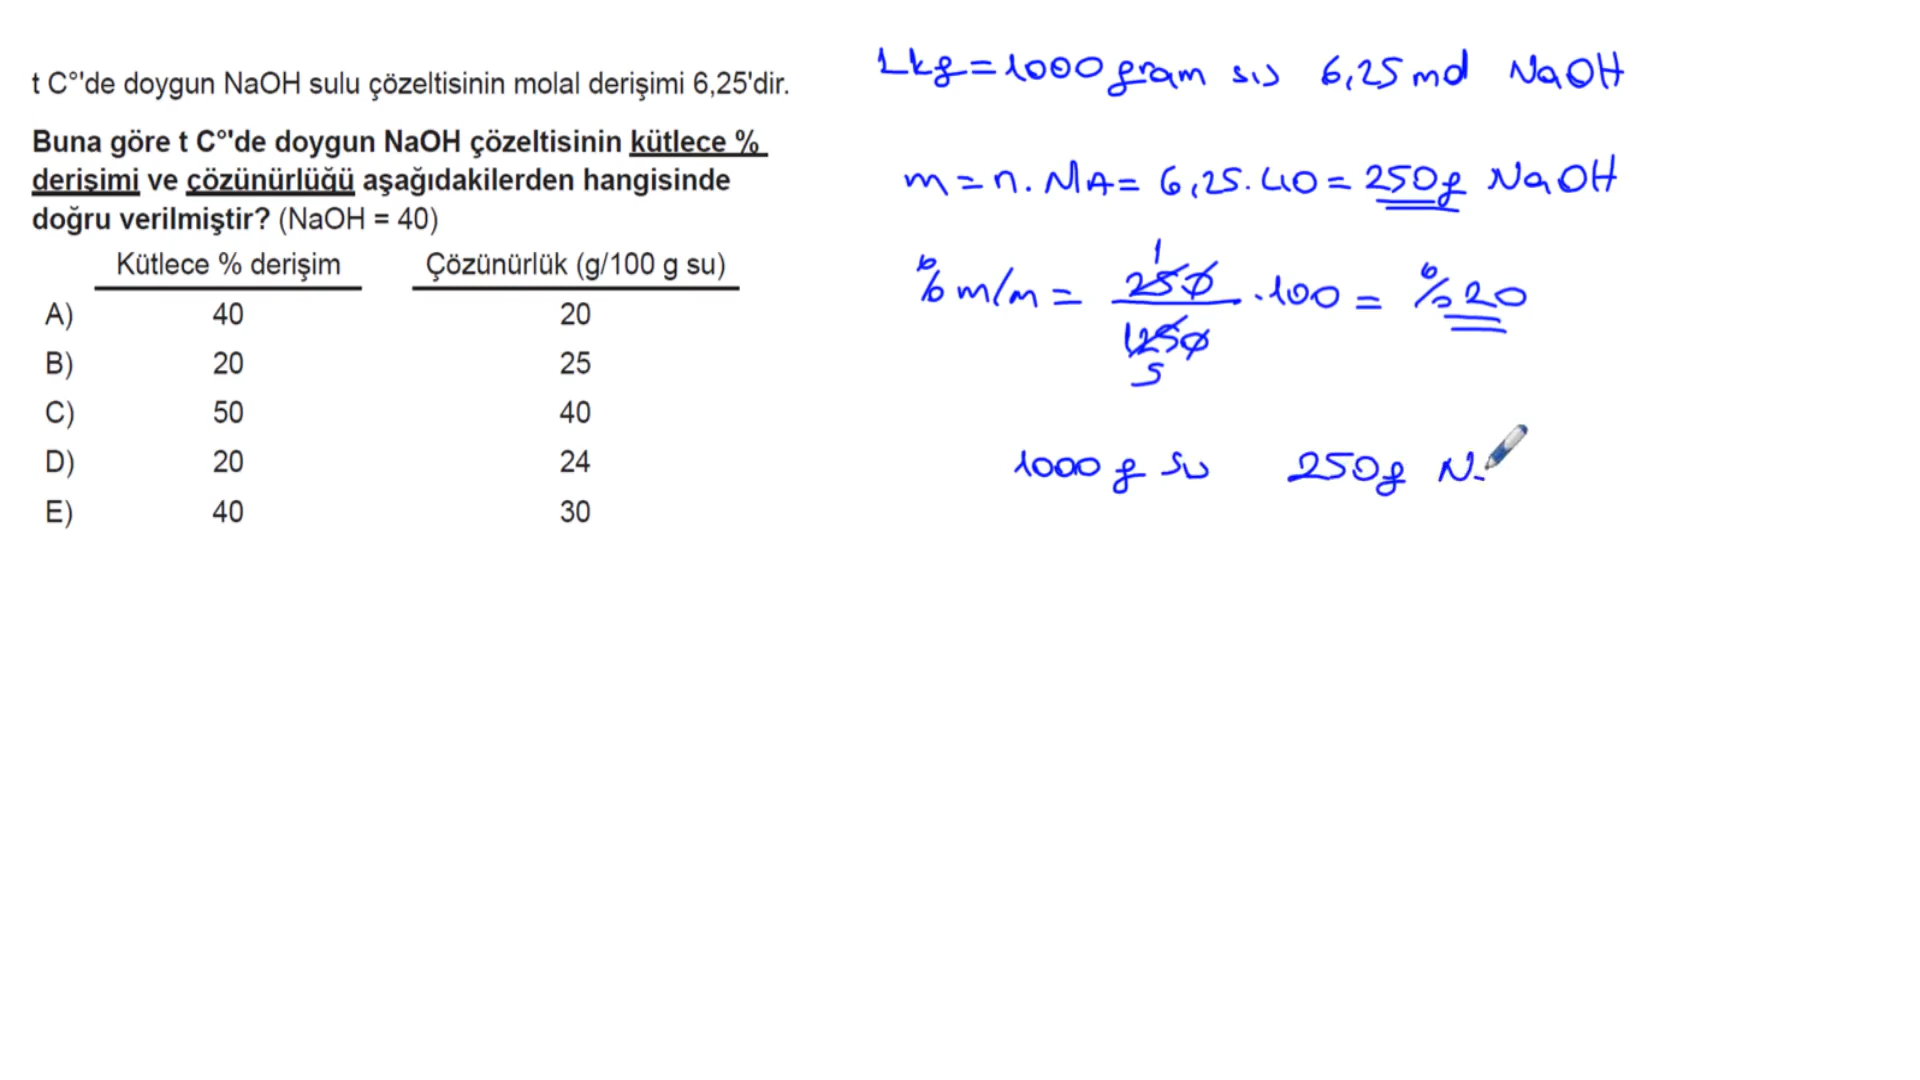 t C°'de doygun NaOH sulu çözeltisinin molal derişimi 6,25'dir.
Buna göre t C°'de doygun NaOH çözeltisinin kütlece %
derişimi ve çözünürlüğü aşağıdakilerden hangisinde
doğru verilmiştir? (NaOH = 40)
Kütlece % derişim Çözünürlük (g/100 g su)
A) 40 20
B) 20 25
C) 50 40
D) 20 24
E) 40 30
1kg = 1000 gram su 6,25 mol NaOH
m = n. MA = 6,25.40 = 250g NaOH
% m/m = 250/1250 .100 = %20
1
5
1000 g su 250g N